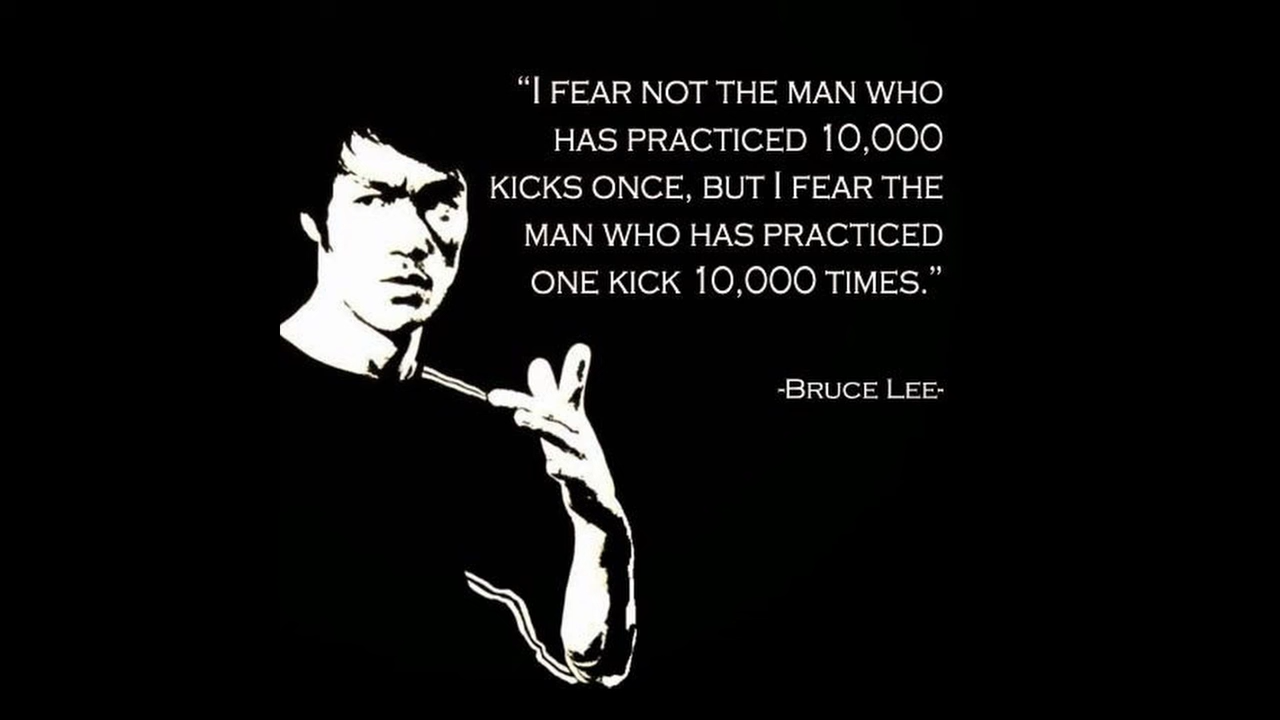 “I FEAR NOT THE MAN WHO
HAS PRACTICED 10,000
KICKS ONCE, BUT I FEAR THE
MAN WHO HAS PRACTICED
ONE KICK 10,000 TIMES.”
-BRUCE LEE-